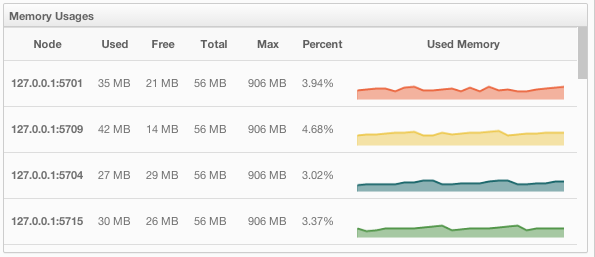 Memory Usages
Node Used Free Total Max Percent Used Memory
127.0.0.1:5701 35 MB 21 MB 56 MB 906 MB 3.94%
127.0.0.1:5709 42 MB 14 MB 56 MB 906 MB 4.68%
127.0.0.1:5704 27 MB 29 MB 56 MB 906 MB 3.02%
127.0.0.1:5715 30 MB 26 MB 56 MB 906 MB 3.37%